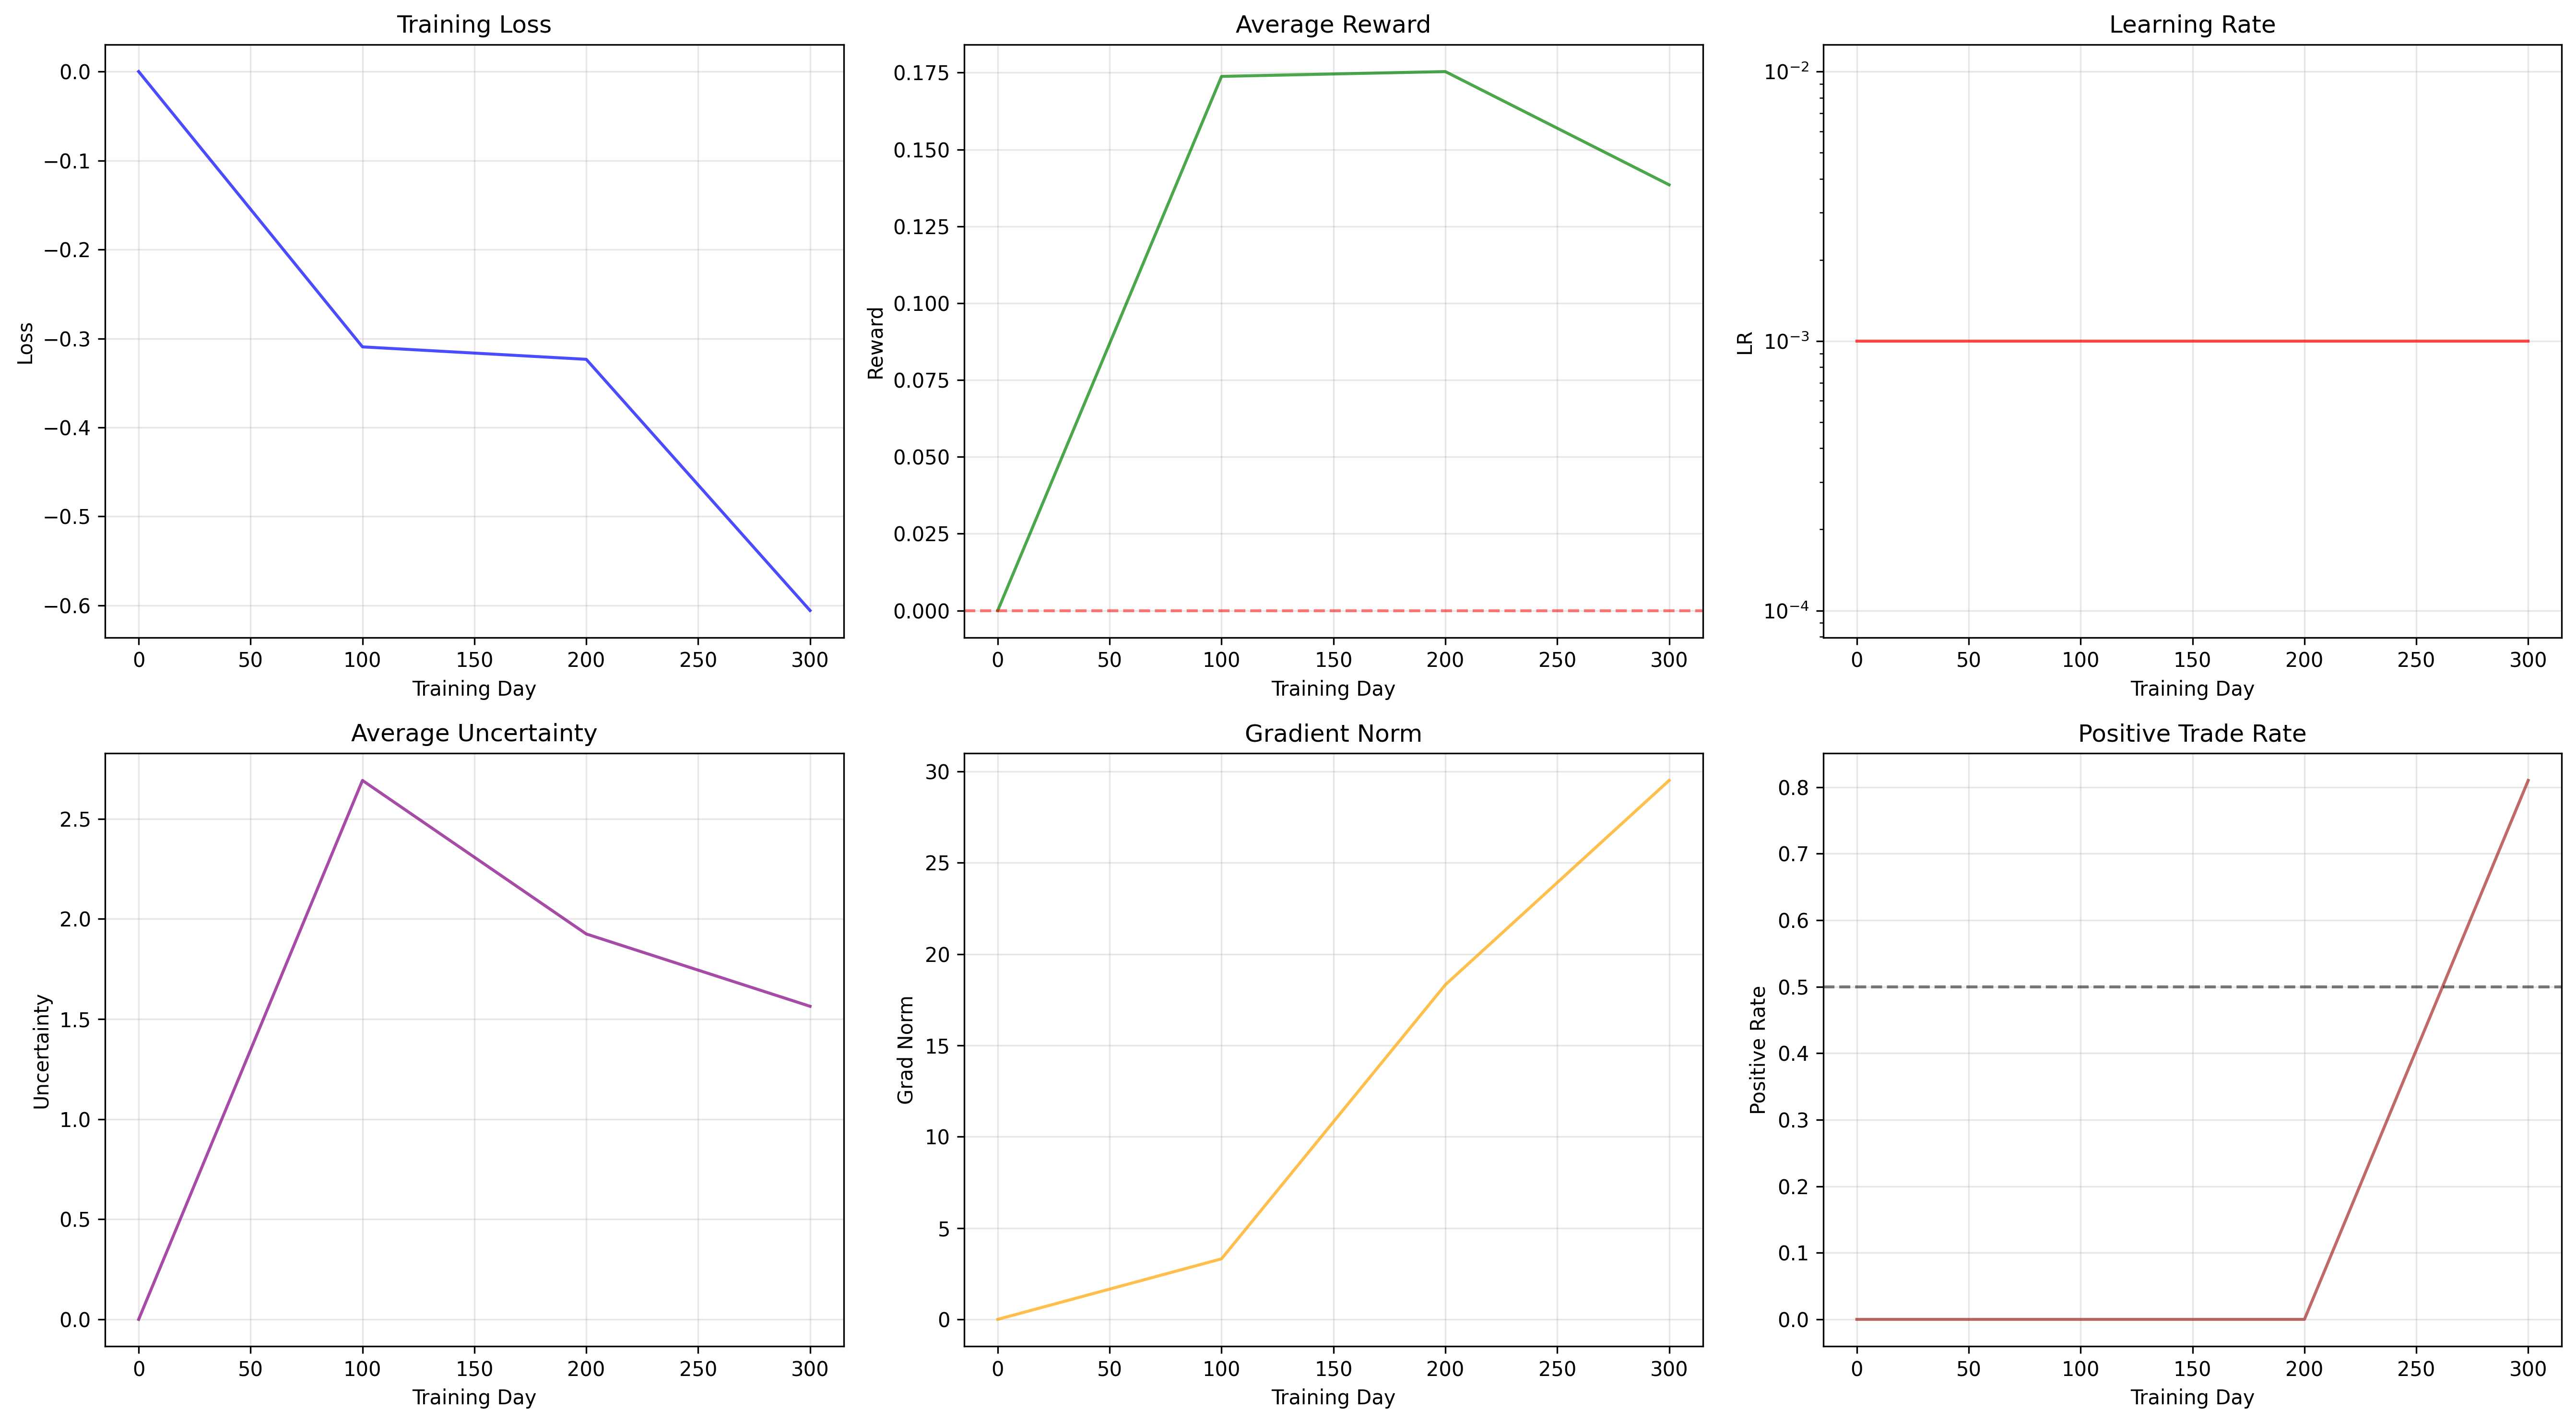 Training Loss
Loss
0.0
−0.1
−0.2
−0.3
−0.4
−0.5
−0.6
0 50 100 150 200 250 300
Training Day
Average Reward
Reward
0.175
0.150
0.125
0.100
0.075
0.050
0.025
0.000
0 50 100 150 200 250 300
Training Day
Learning Rate
LR
10⁻²
10⁻³
10⁻⁴
0 50 100 150 200 250 300
Training Day
Average Uncertainty
Uncertainty
2.5
2.0
1.5
1.0
0.5
0.0
0 50 100 150 200 250 300
Training Day
Gradient Norm
Grad Norm
30
25
20
15
10
5
0
0 50 100 150 200 250 300
Training Day
Positive Trade Rate
Positive Rate
0.8
0.7
0.6
0.5
0.4
0.3
0.2
0.1
0.0
0 50 100 150 200 250 300
Training Day